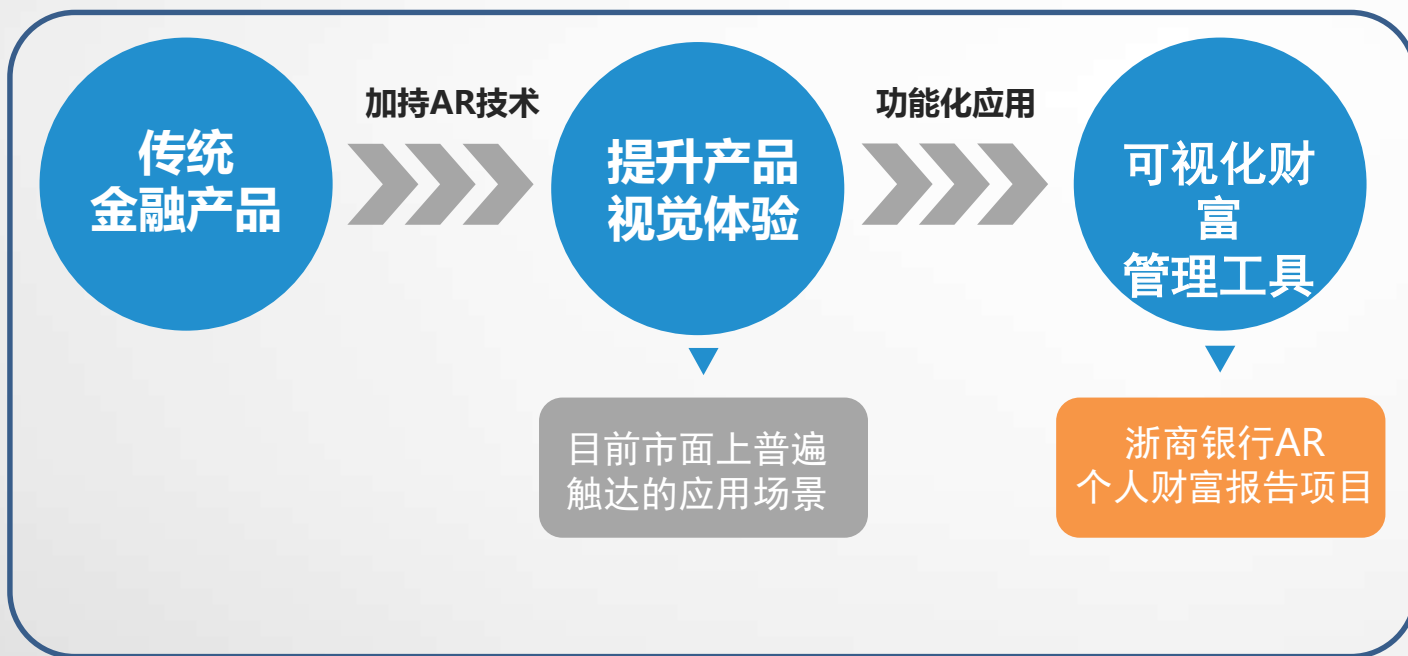 传统
金融产品
加持AR技术
提升产品
视觉体验
功能化应用
可视化财
富
管理工具
目前市面上普遍
触达的应用场景
浙商银行AR
个人财富报告项目